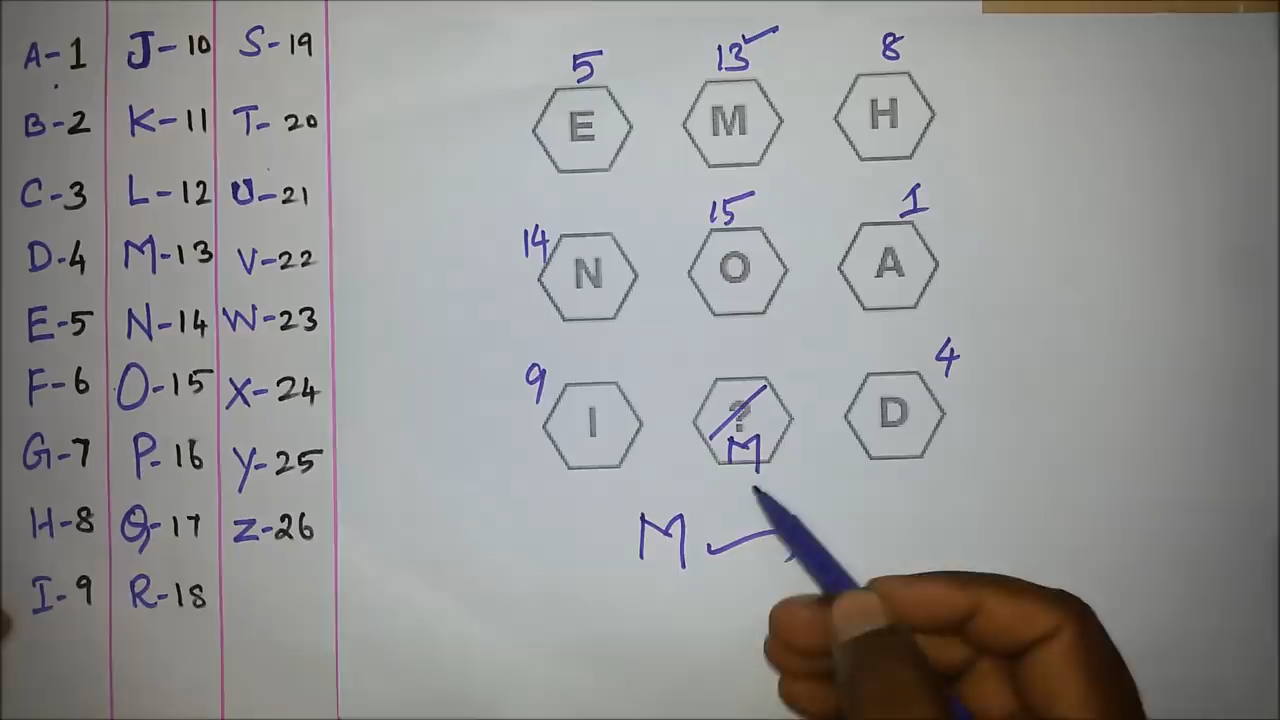 A-1 J-10 S-19
B-2 K-11 T-20
C-3 L-12 U-21
D-4 M-13 V-22
E-5 N-14 W-23
F-6 O-15 X-24
G-7 P-16 Y-25
H-8 Q-17 Z-26
I-9 R-18
5 13 8
E M H
14 15 1
N O A
9 4
I ? D
M
M